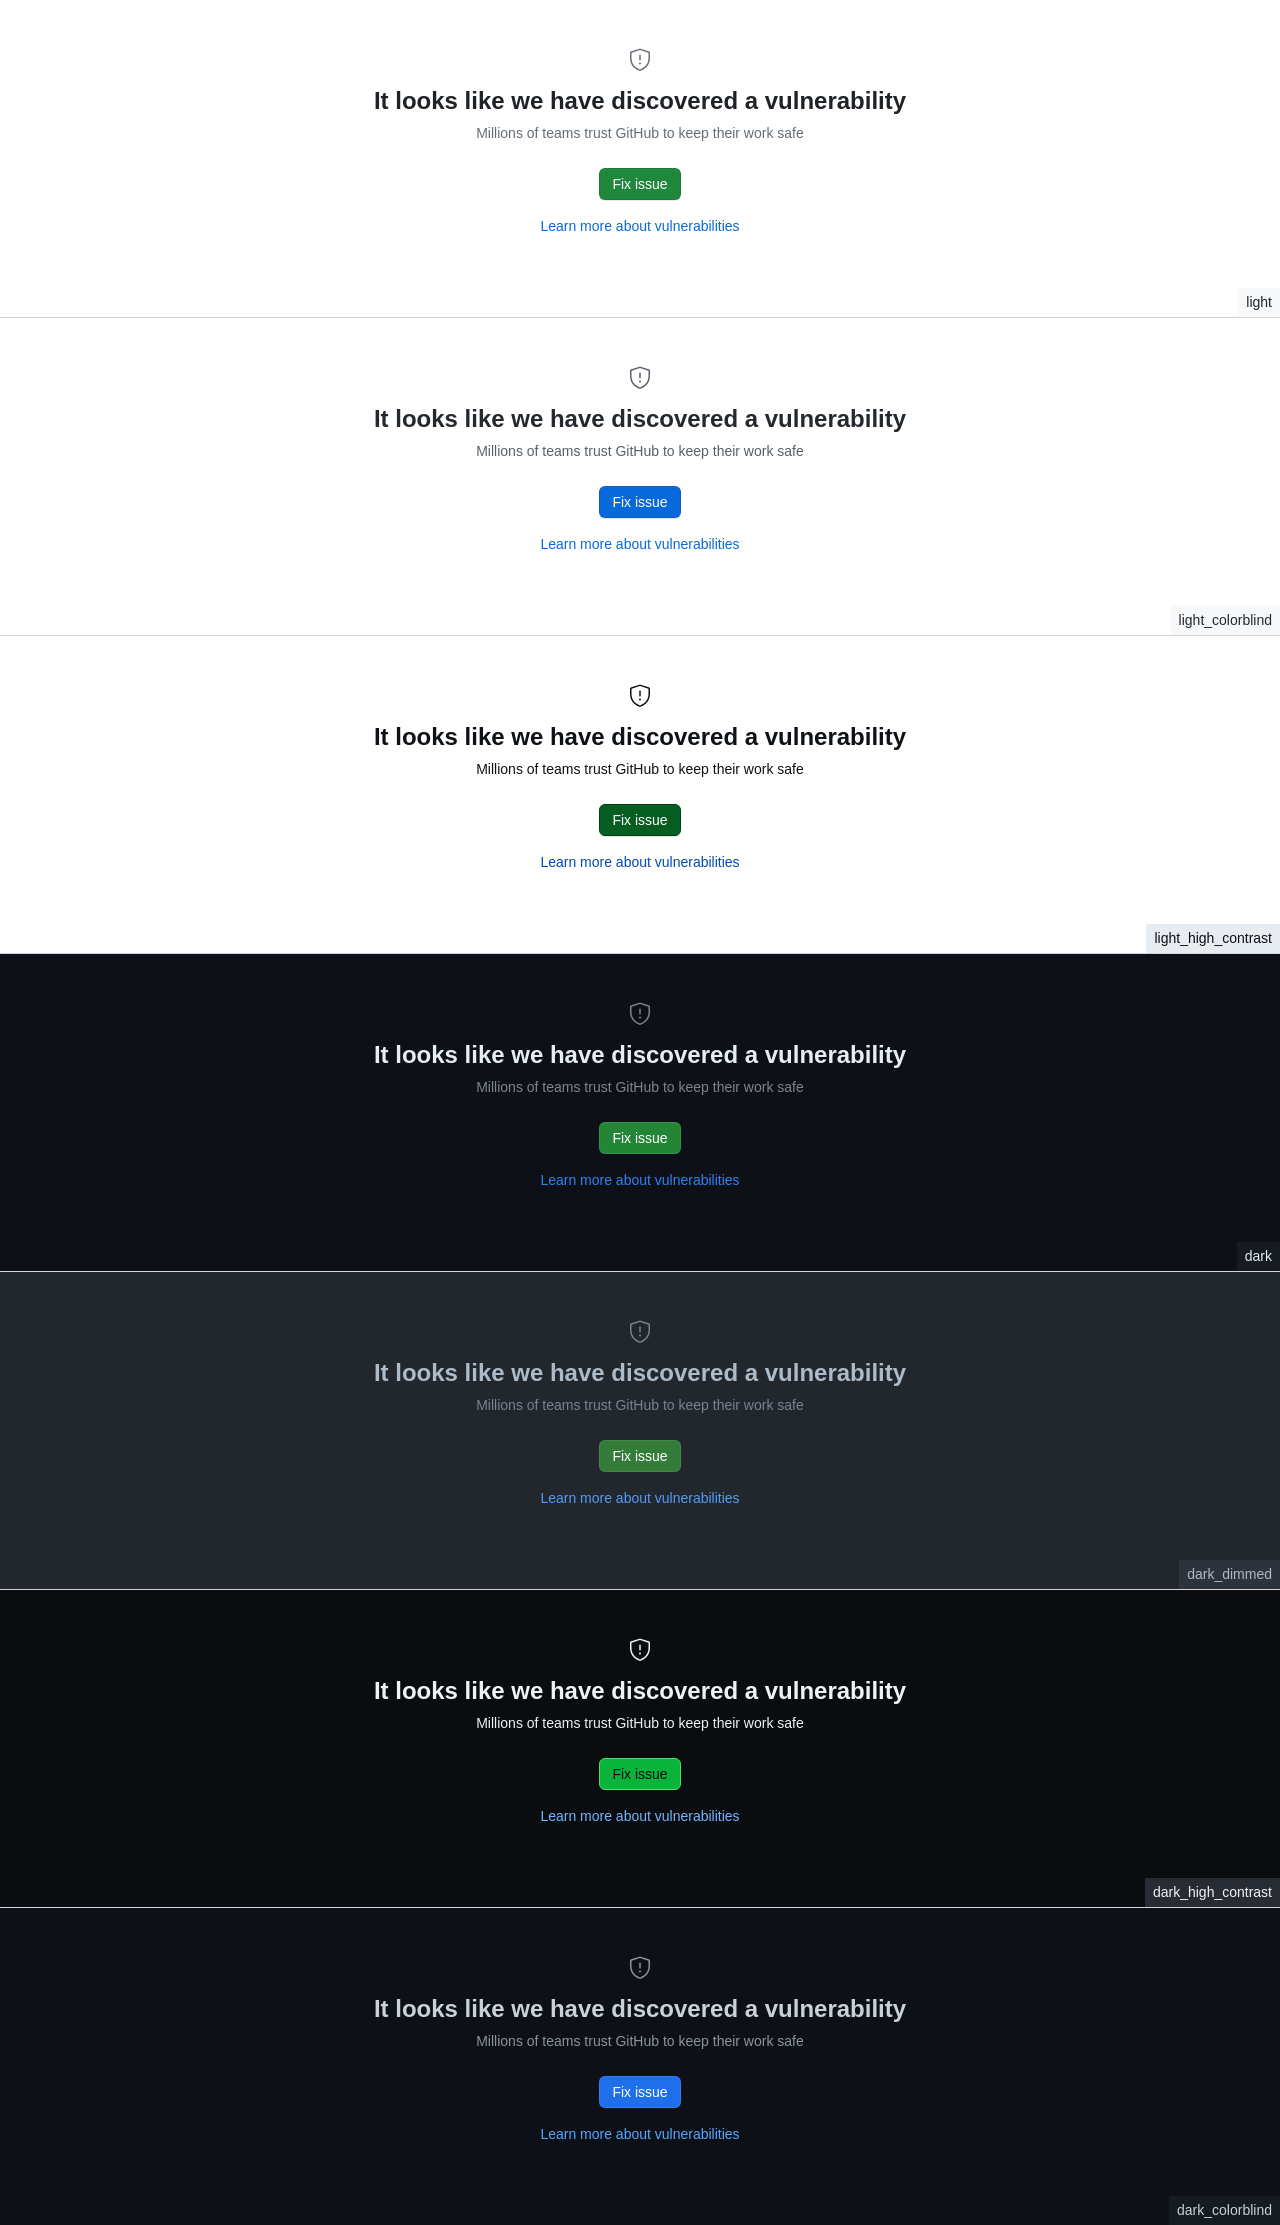 It looks like we have discovered a vulnerability
Millions of teams trust GitHub to keep their work safe
Fix issue
Learn more about vulnerabilities
light
It looks like we have discovered a vulnerability
Millions of teams trust GitHub to keep their work safe
Fix issue
Learn more about vulnerabilities
light_colorblind
It looks like we have discovered a vulnerability
Millions of teams trust GitHub to keep their work safe
Fix issue
Learn more about vulnerabilities
light_high_contrast
It looks like we have discovered a vulnerability
Millions of teams trust GitHub to keep their work safe
Fix issue
Learn more about vulnerabilities
dark
It looks like we have discovered a vulnerability
Millions of teams trust GitHub to keep their work safe
Fix issue
Learn more about vulnerabilities
dark_dimmed
It looks like we have discovered a vulnerability
Millions of teams trust GitHub to keep their work safe
Fix issue
Learn more about vulnerabilities
dark_high_contrast
It looks like we have discovered a vulnerability
Millions of teams trust GitHub to keep their work safe
Fix issue
Learn more about vulnerabilities
dark_colorblind